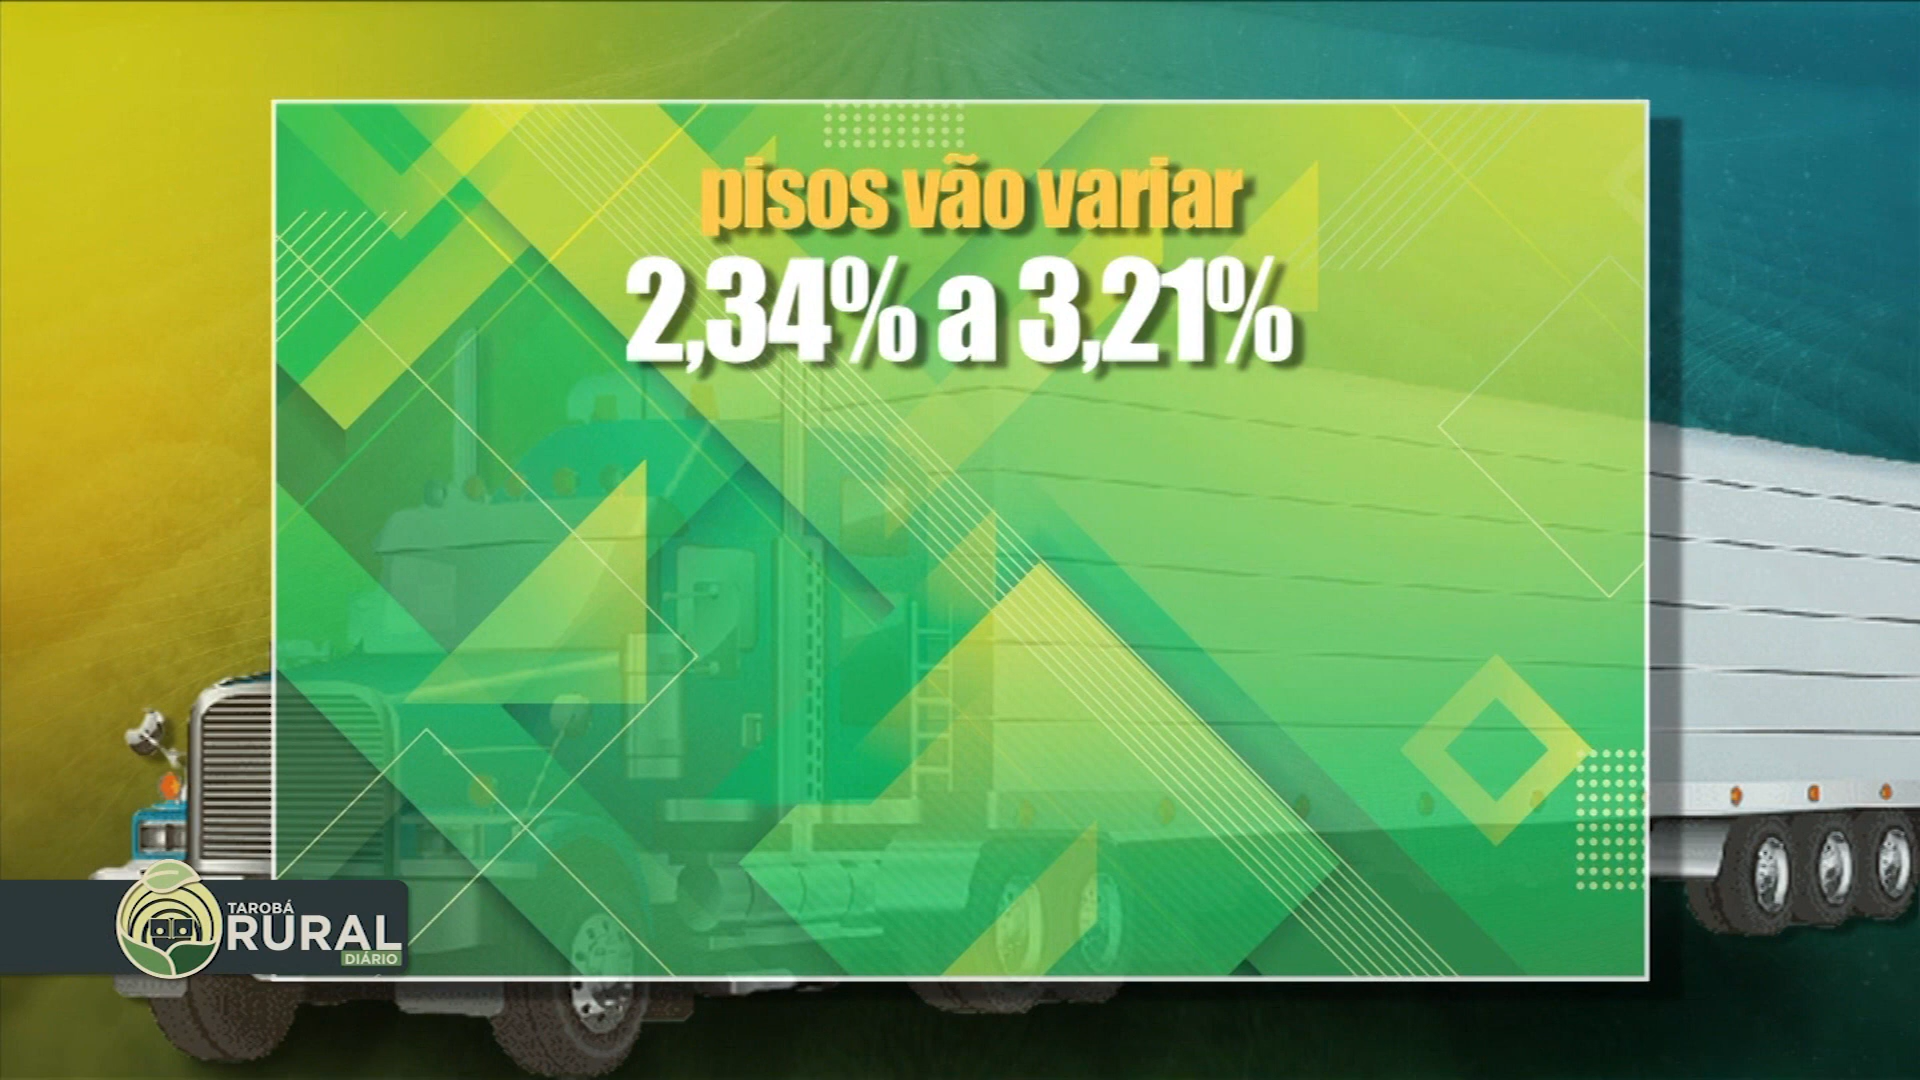 pisos vão variar
2,34% a 3,21%
TAROBÁ
RURAL
DIÁRIO